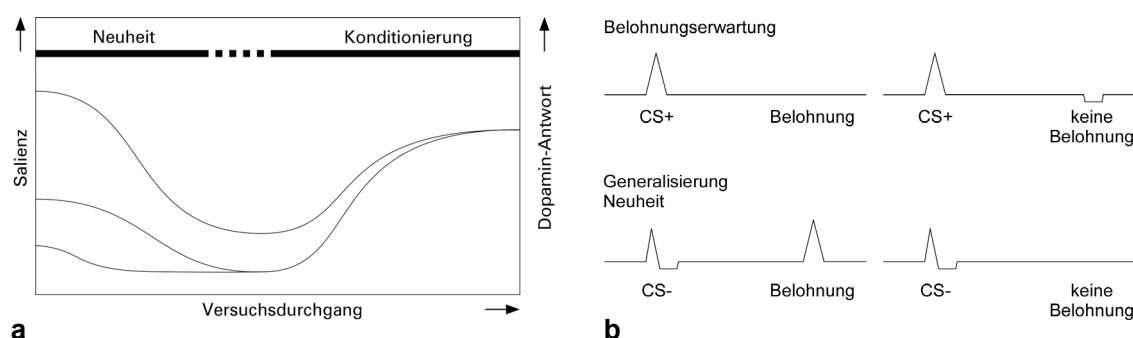 Neuheit
Konditionierung
Salienz
Dopamin-Antwort
Versuchsdurchgang
a
Belohnungserwartung
CS+
Belohnung
CS+
keine
Belohnung
Generalisierung
Neuheit
CS-
Belohnung
CS-
keine
Belohnung
b